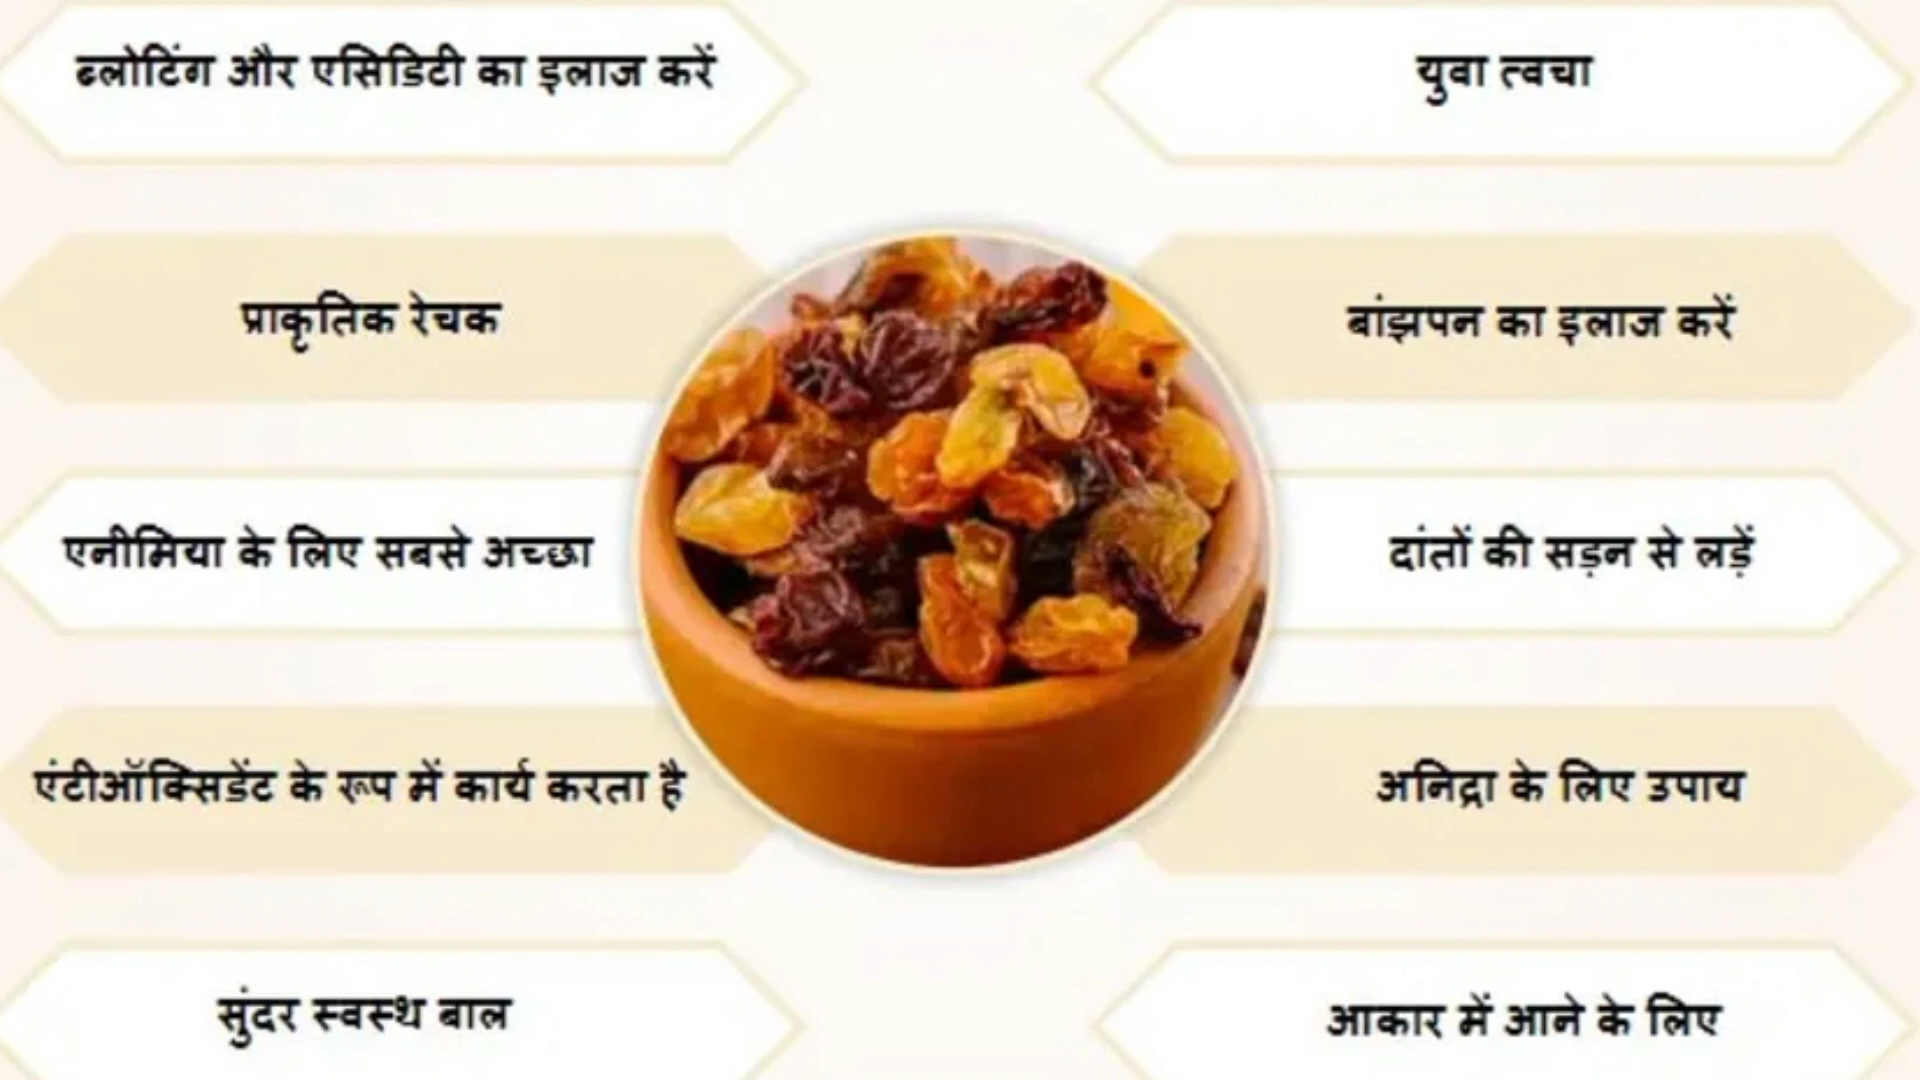 ब्लोटिंग और एसिडिटी का इलाज करें
युवा त्वचा
प्राकृतिक रेचक
बांझपन का इलाज करें
एनीमिया के लिए सबसे अच्छा
दांतों की सड़न से लड़ें
एंटीऑक्सिडेंट के रूप में कार्य करता है
अनिद्रा के लिए उपाय
सुंदर स्वस्थ बाल
आकार में आने के लिए